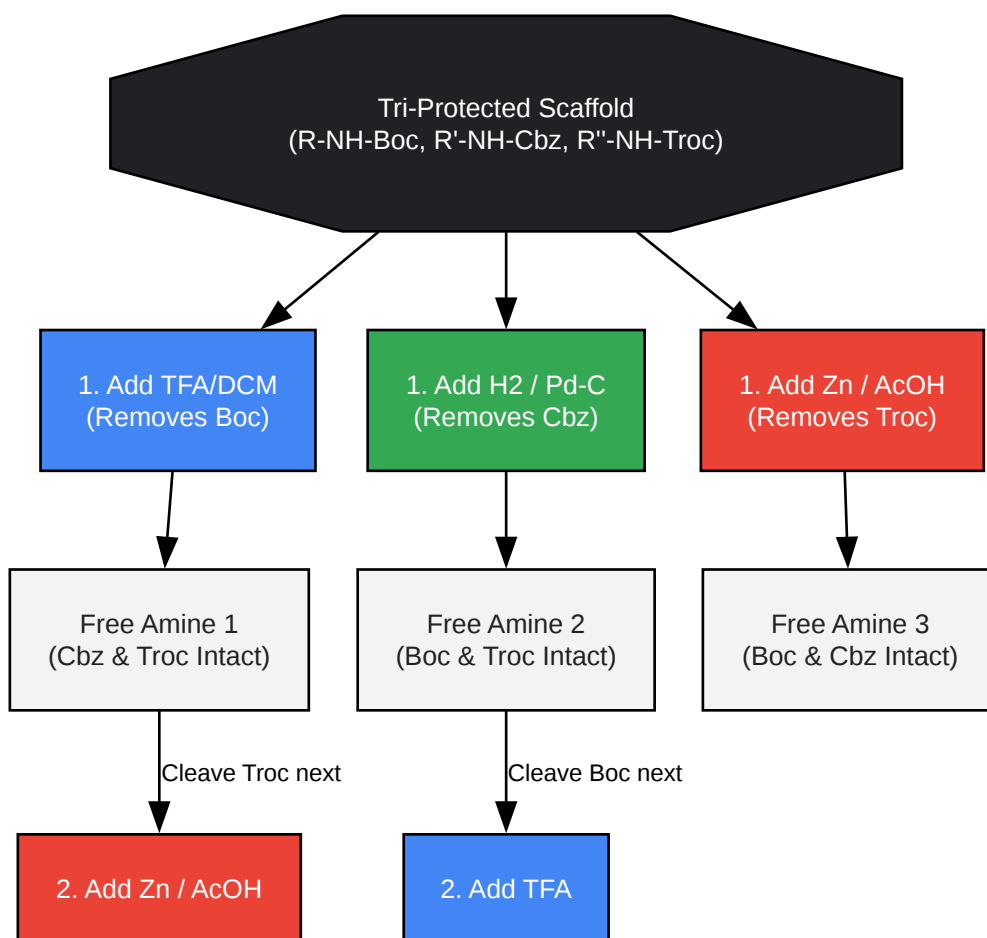 Tri-Protected Scaffold
(R-NH-Boc, R'-NH-Cbz, R''-NH-Troc)
1. Add TFA/DCM
(Removes Boc)
1. Add H2 / Pd-C
(Removes Cbz)
1. Add Zn / AcOH
(Removes Troc)
Free Amine 1
(Cbz & Troc Intact)
Free Amine 2
(Boc & Troc Intact)
Free Amine 3
(Boc & Cbz Intact)
Cleave Troc next
Cleave Boc next
2. Add Zn / AcOH
2. Add TFA